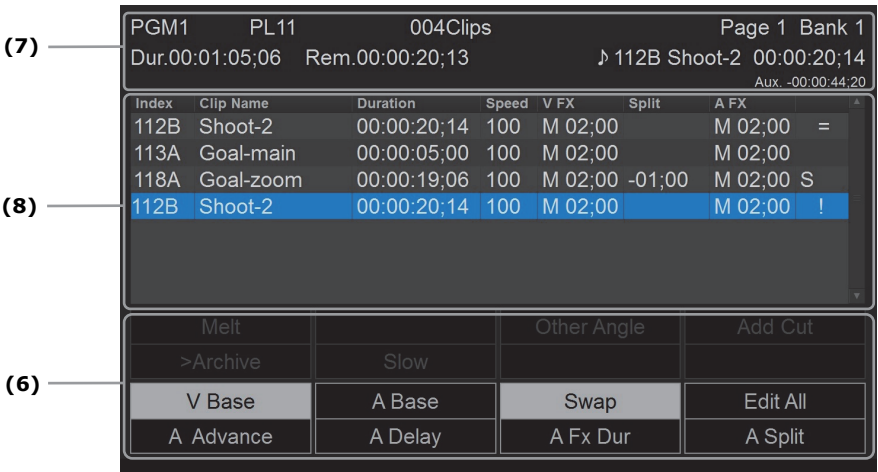 (7)
PGM1 PL11 004Clips Page 1 Bank 1
Dur.00:01:05;06 Rem.00:00:20;13 ♪112B Shoot-2 00:00:20;14
Aux. -00:00:44;20
(8)
Index Clip Name Duration Speed V FX Split A FX
112B Shoot-2 00:00:20;14 100 M 02;00 M 02;00 =
113A Goal-main 00:00:05;00 100 M 02;00 M 02;00
118A Goal-zoom 00:00:19;06 100 M 02;00 -01;00 M 02;00 S
112B Shoot-2 00:00:20;14 100 M 02;00 M 02;00 !
(6)
Melt Other Angle Add Cut
>Archive Slow
V Base A Base Swap Edit All
A Advance A Delay A Fx Dur A Split